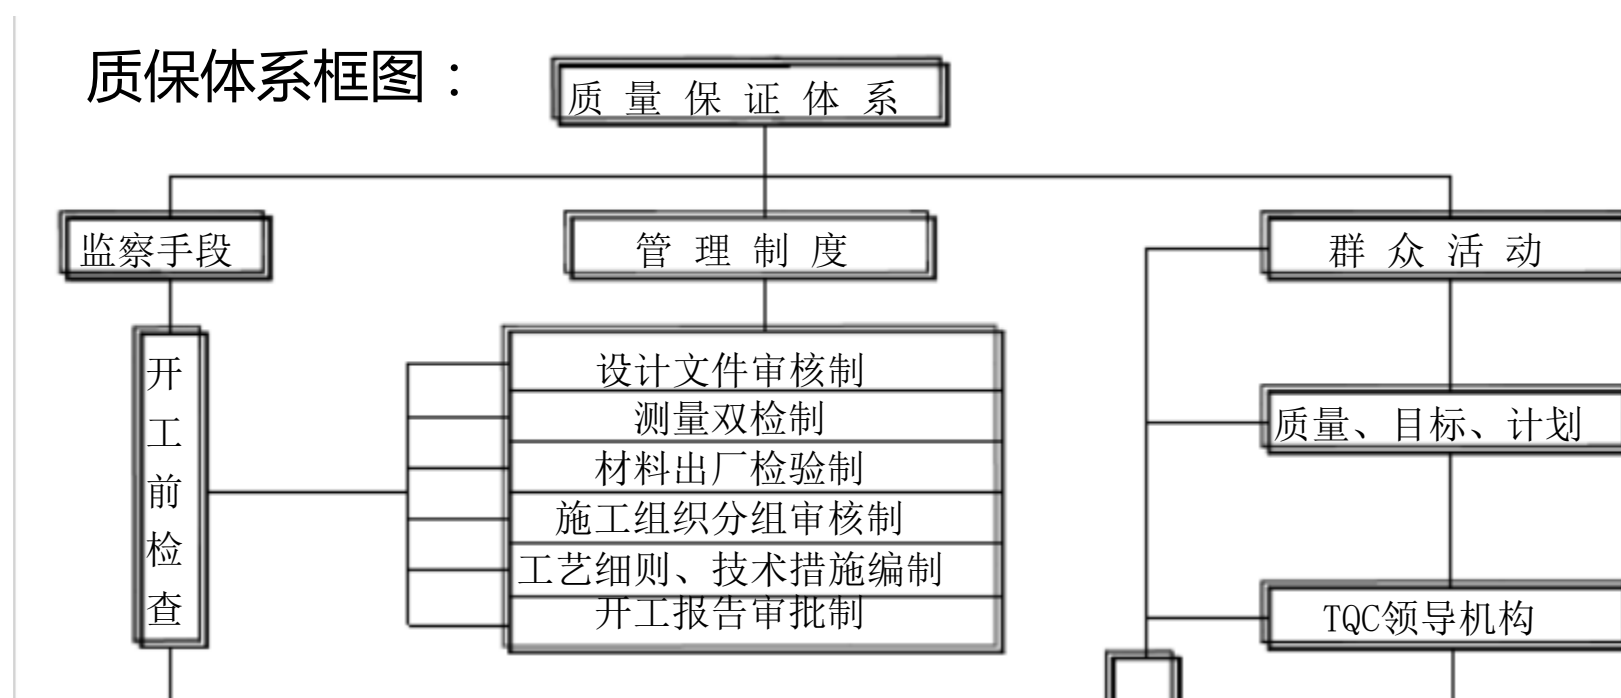 质保体系框图：
质量保证体系
监察手段
管理制度
群众活动
开工前检查
设计文件审核制
测量双检制
材料出厂检验制
施工组织分组审核制
工艺细则、技术措施编制
开工报告审批制
质量、目标、计划
TQC领导机构